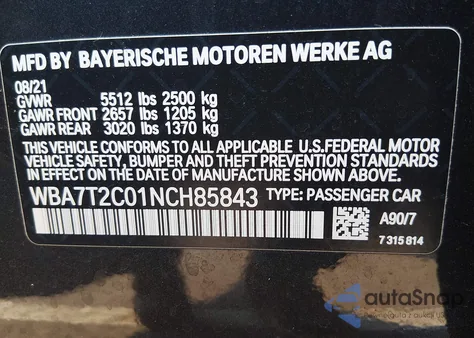 MFD BY BAYERISCHE MOTOREN WERKE AG
08/21
GVWR 5512 lbs 2500 kg
GAWR FRONT 2657 lbs 1205 kg
GAWR REAR 3020 lbs 1370 kg
THIS VEHICLE CONFORMS TO ALL APPLICABLE U.S.FEDERAL MOTOR
VEHICLE SAFETY, BUMPER AND THEFT PREVENTION STANDARDS
IN EFFECT ON THE DATE OF MANUFACTURE SHOWN ABOVE.
WBA7T2C01NCH85843 TYPE: PASSENGER CAR
A90/7
7 315 814
autoSnap